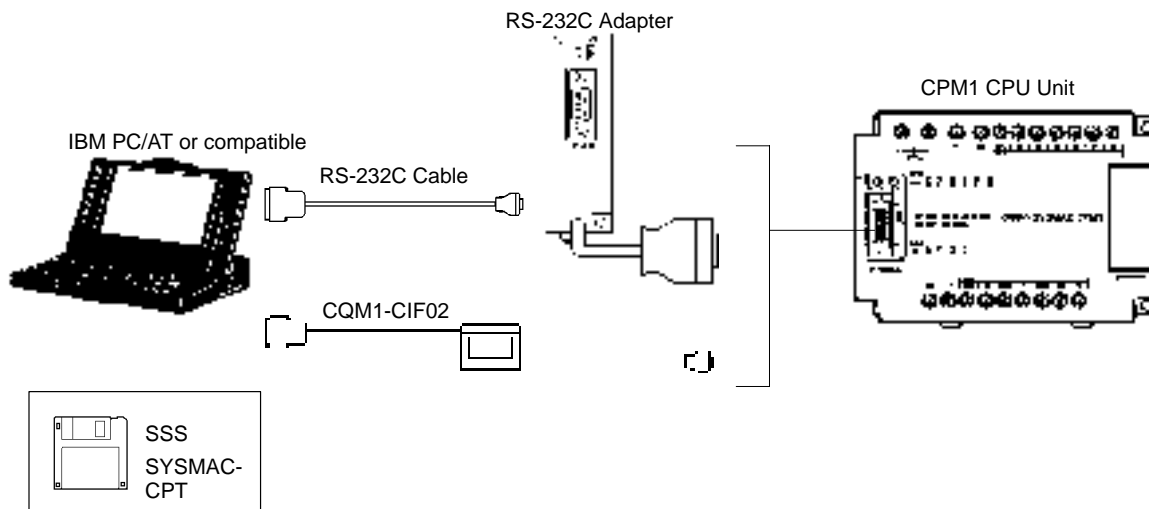 RS-232C Adapter
CPM1 CPU Unit
IBM PC/AT or compatible
RS-232C Cable
CQM1-CIF02
SSS
SYSMAC-
CPT